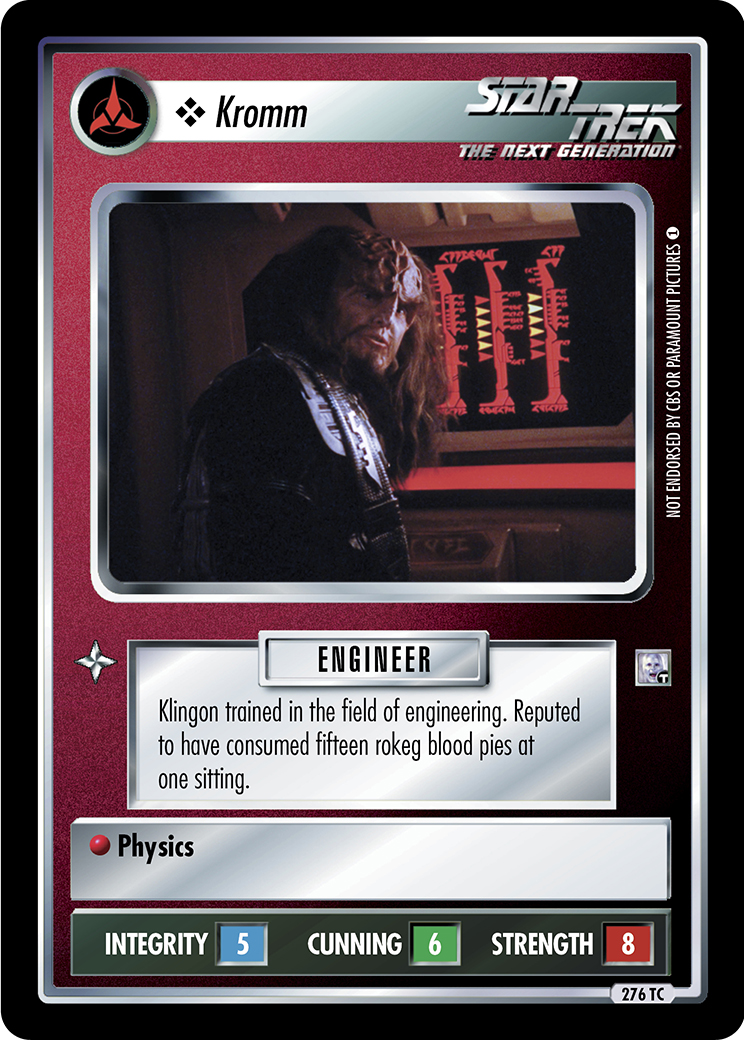 Kromm
STAR TREK
THE NEXT GENERATION
NOT ENDORSED BY CBS OR PARAMOUNT PICTURES 1
ENGINEER
Klingon trained in the field of engineering. Reputed
to have consumed fifteen rokeg blood pies at
one sitting.
T
Physics
INTEGRITY 5 CUNNING 6 STRENGTH 8
276 TC